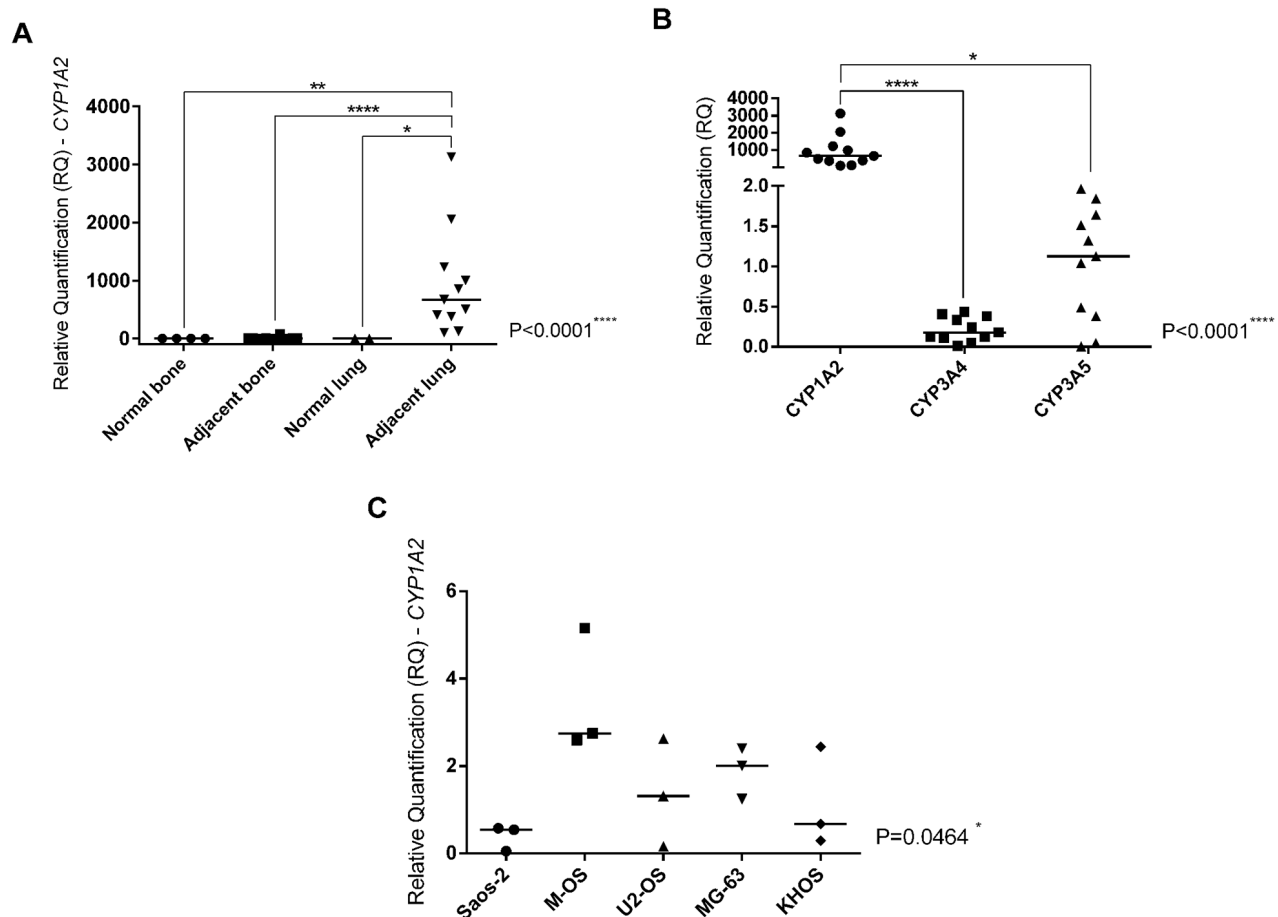 A
Relative Quantification (RQ) - CYP1A2
4000
3000
2000
1000
0
**
****
*
Normal bone
Adjacent bone
Normal lung
Adjacent lung
P<0.0001****
B
Relative Quantification (RQ)
4000
3000
2000
1000
2.0
1.5
1.0
0.5
0.0
*
****
CYP1A2
CYP3A4
CYP3A5
P<0.0001****
C
Relative Quantification (RQ) - CYP1A2
6
4
2
0
Saos-2
M-OS
U2-OS
MG-63
KHOS
P=0.0464 *